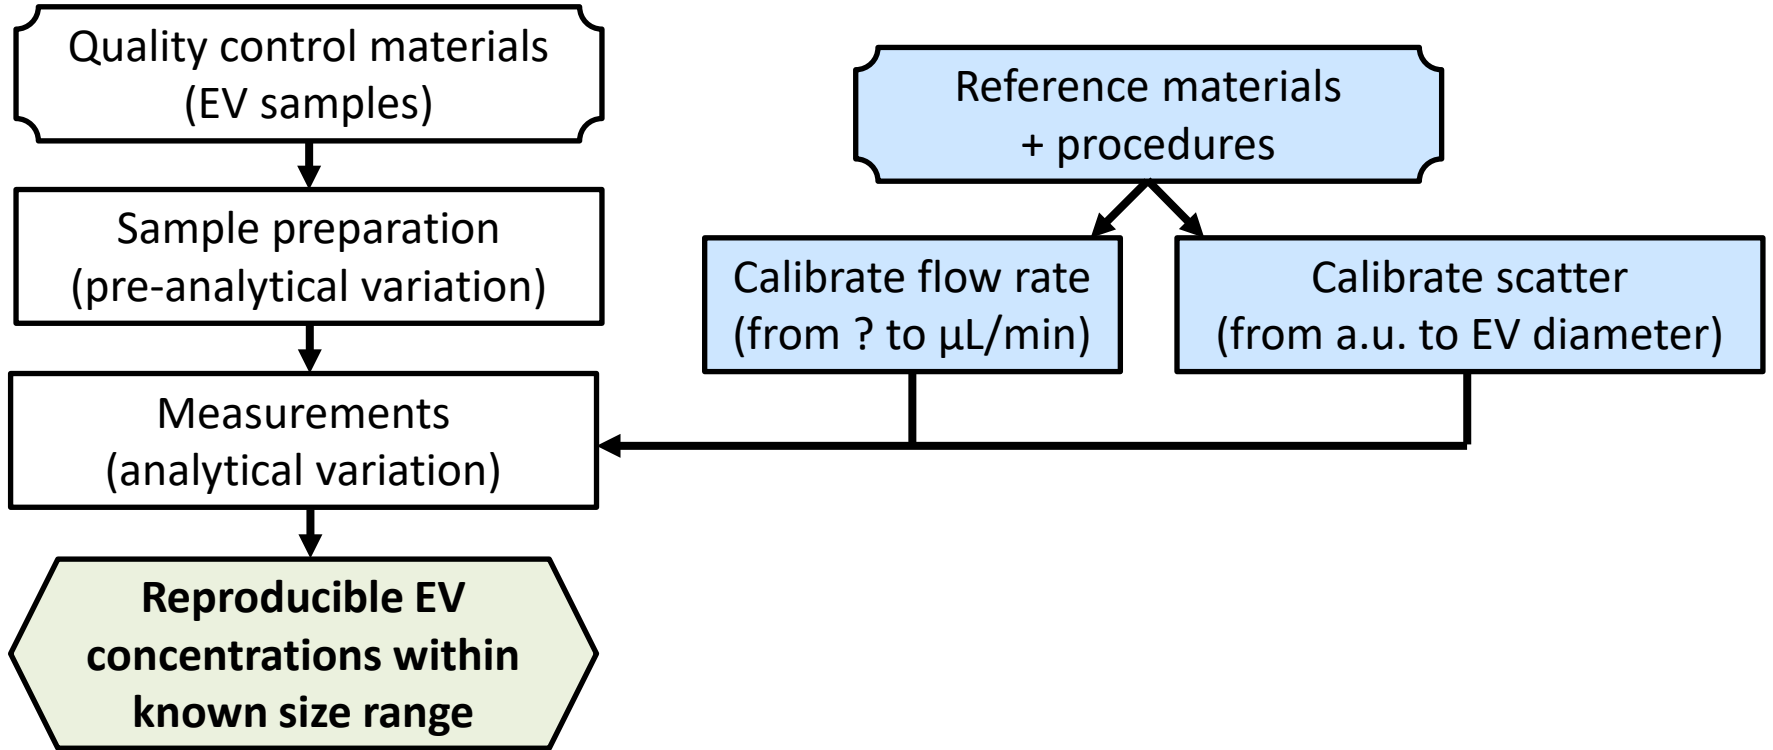 Quality control materials
(EV samples)
Sample preparation
(pre-analytical variation)
Measurements
(analytical variation)
Reproducible EV
concentrations within
known size range
Reference materials
+ procedures
Calibrate flow rate
(from ? to µL/min)
Calibrate scatter
(from a.u. to EV diameter)